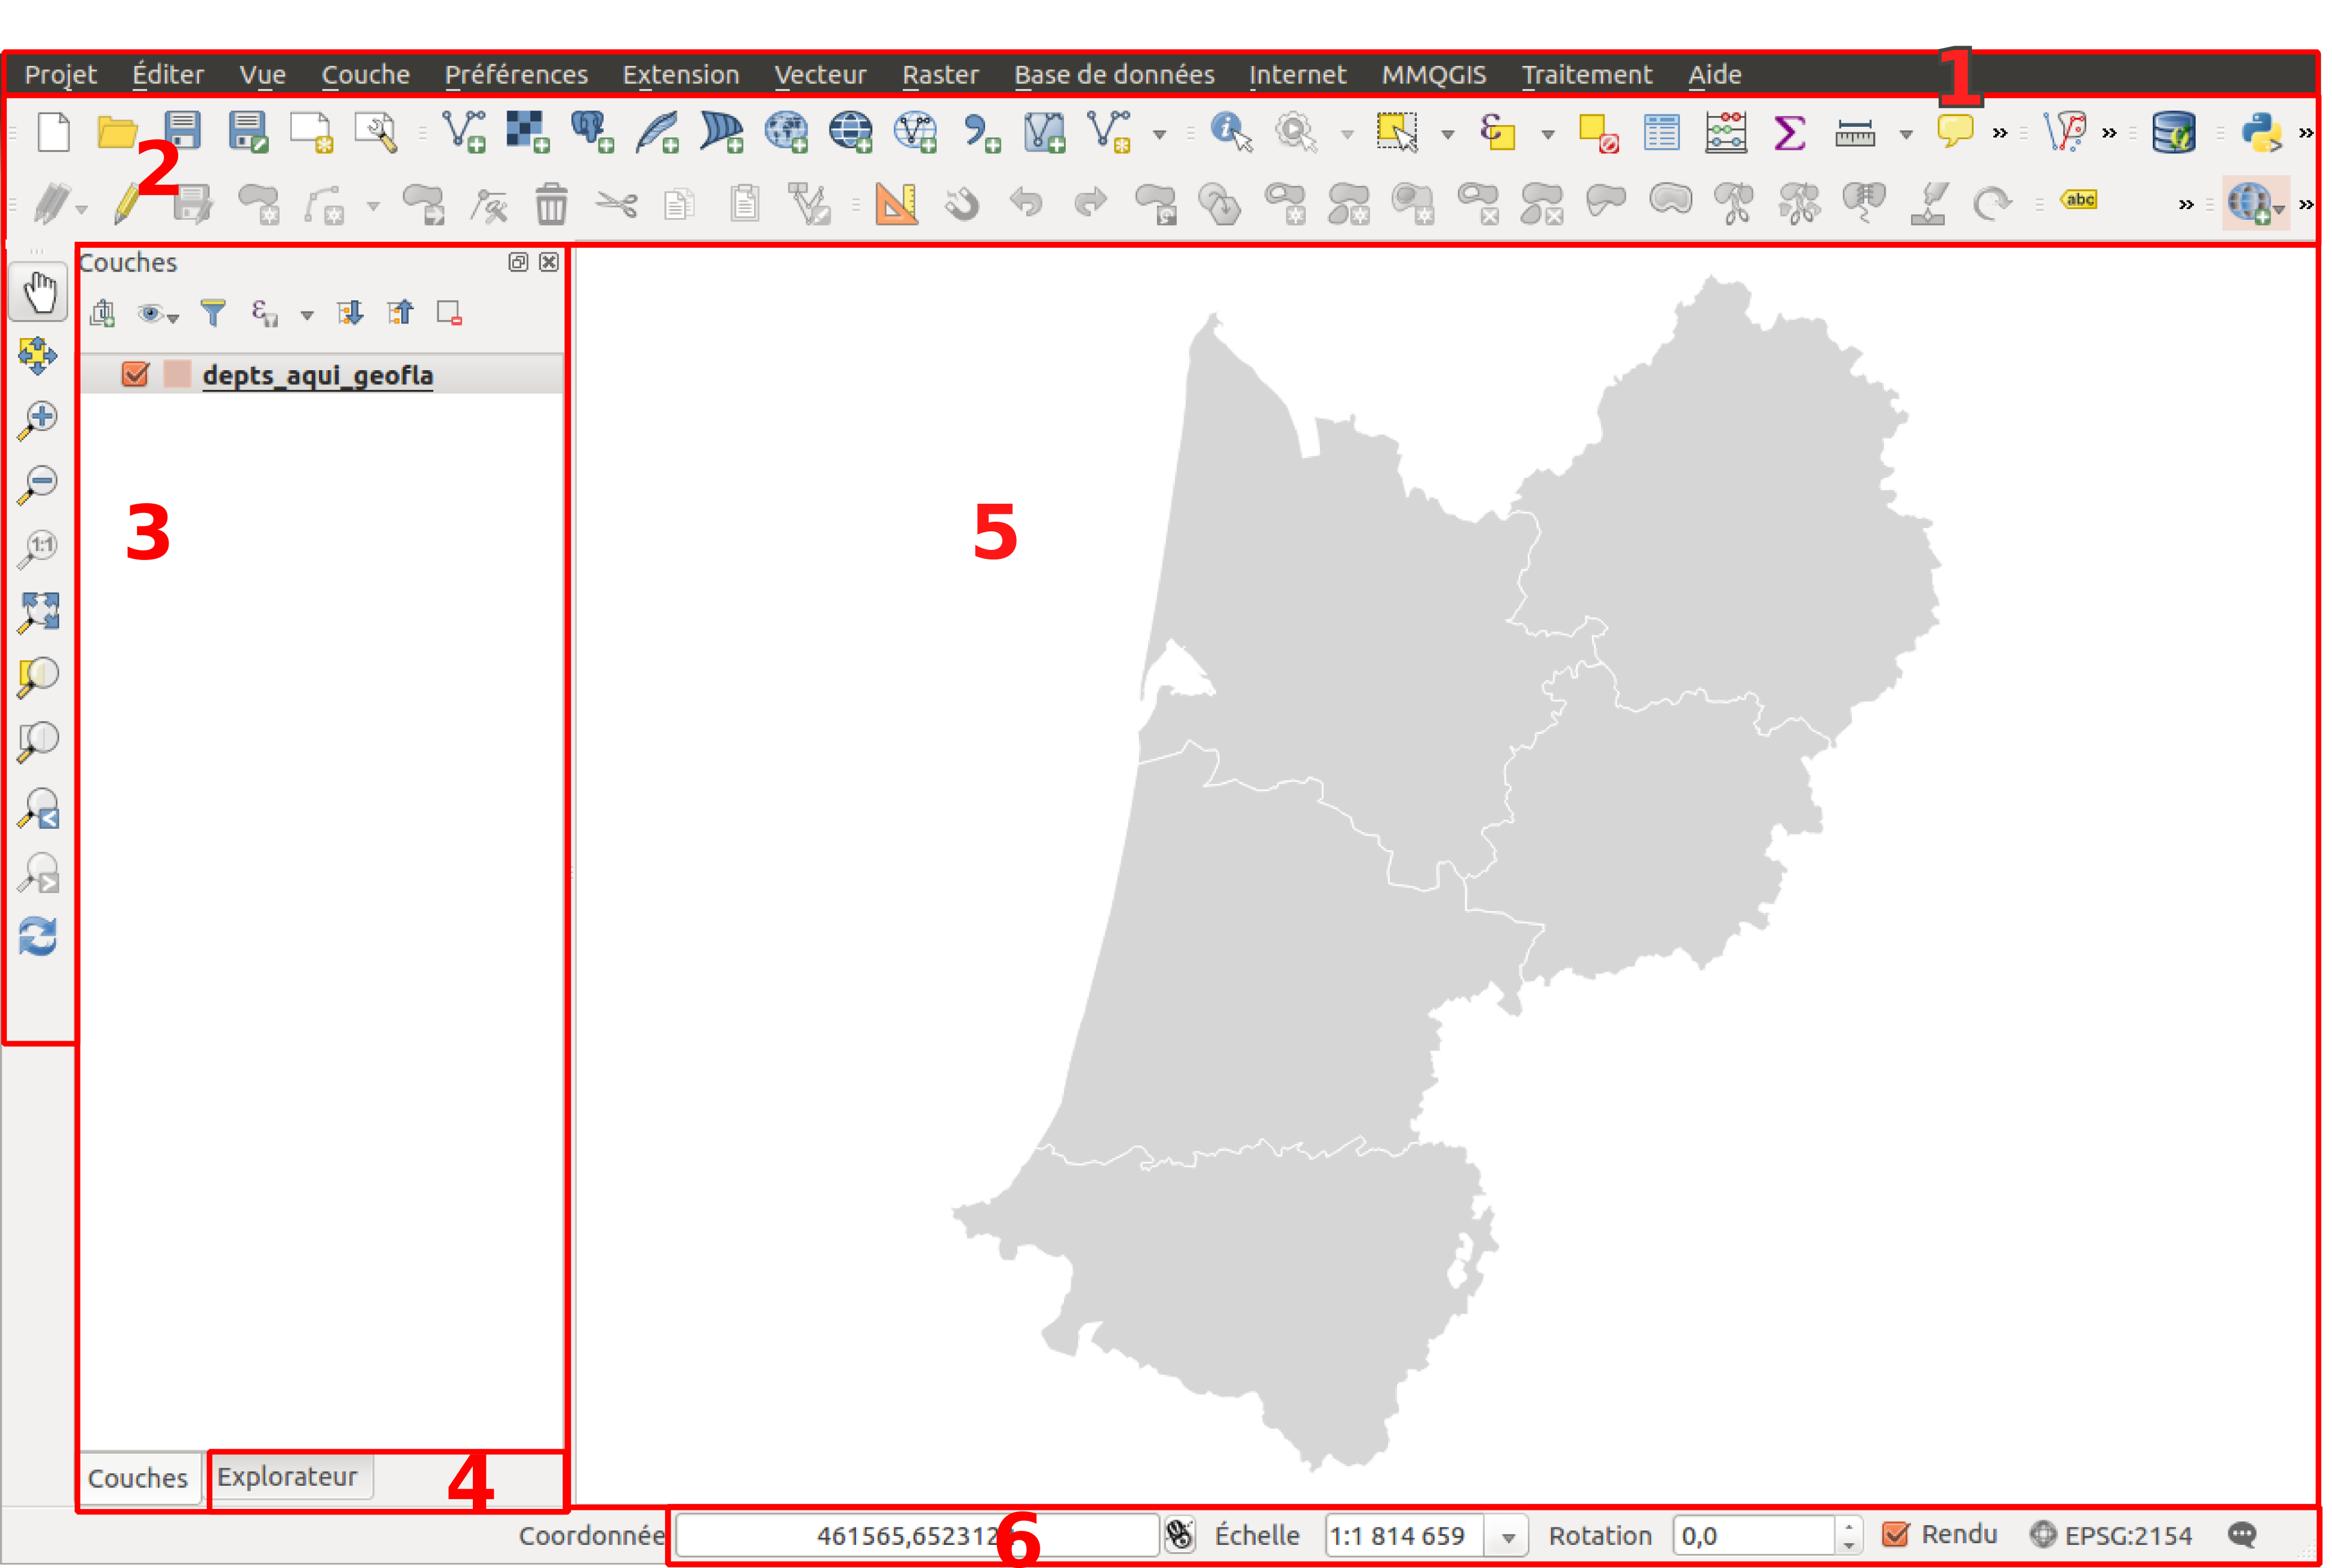 Projet Éditer Vue Couche Préférences Extension Vecteur Raster Base de données Internet MMQGIS Traitement Aide 1
2
abc
Couches
1:1
depts_aqui_geofla
3
5
Couches Explorateur 4
Coordonnée 461565,652312 6 Échelle 1:1 814 659 Rotation 0,0 Rendu EPSG:2154